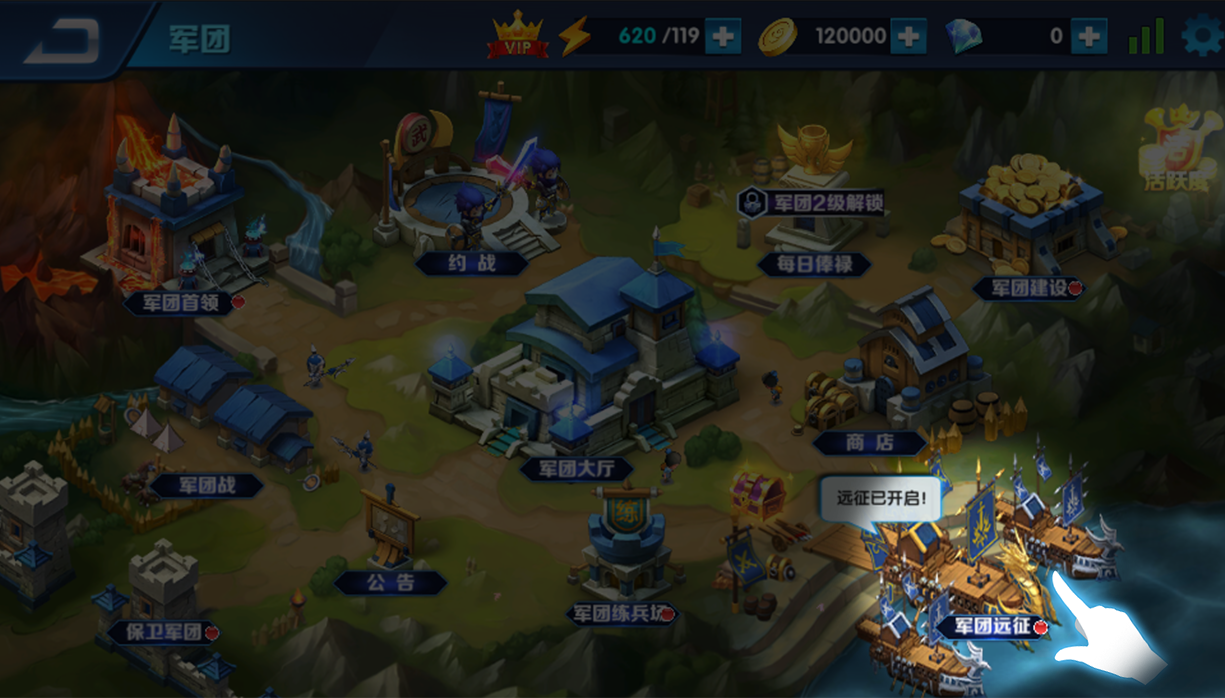 军团
VIP
620 /119
120000
0
武
活跃度
军团2级解锁
约战
每日俸禄
军团首领
军团建设
商店
军团大厅
军团战
远征已开启!
练
公告
军团练兵场
保卫军团
军团远征